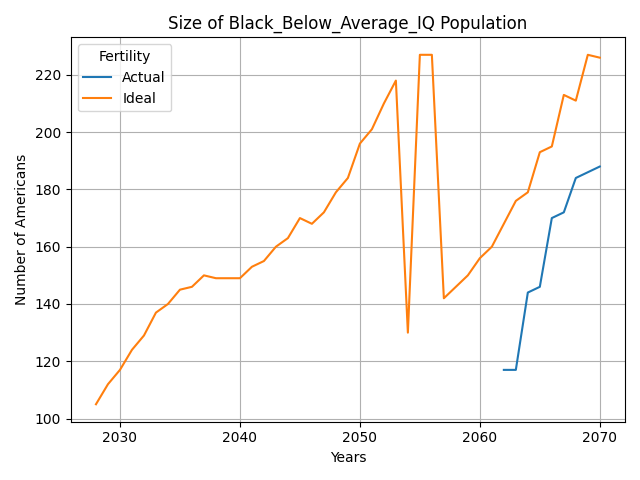 Size of Black_Below_Average_IQ Population
Fertility
Actual
Ideal
Number of Americans
220
200
180
160
140
120
100
2030 2040 2050 2060 2070
Years